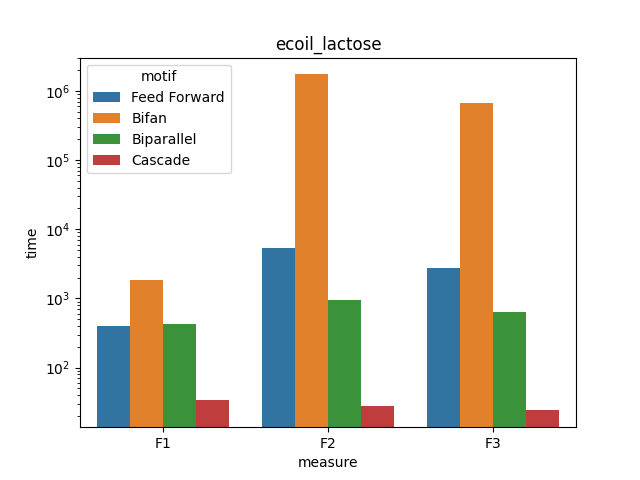 ecoil_lactose
motif
Feed Forward
Bifan
Biparallel
Cascade
10^6
10^5
10^4
10^3
10^2
time
F1 F2 F3
measure